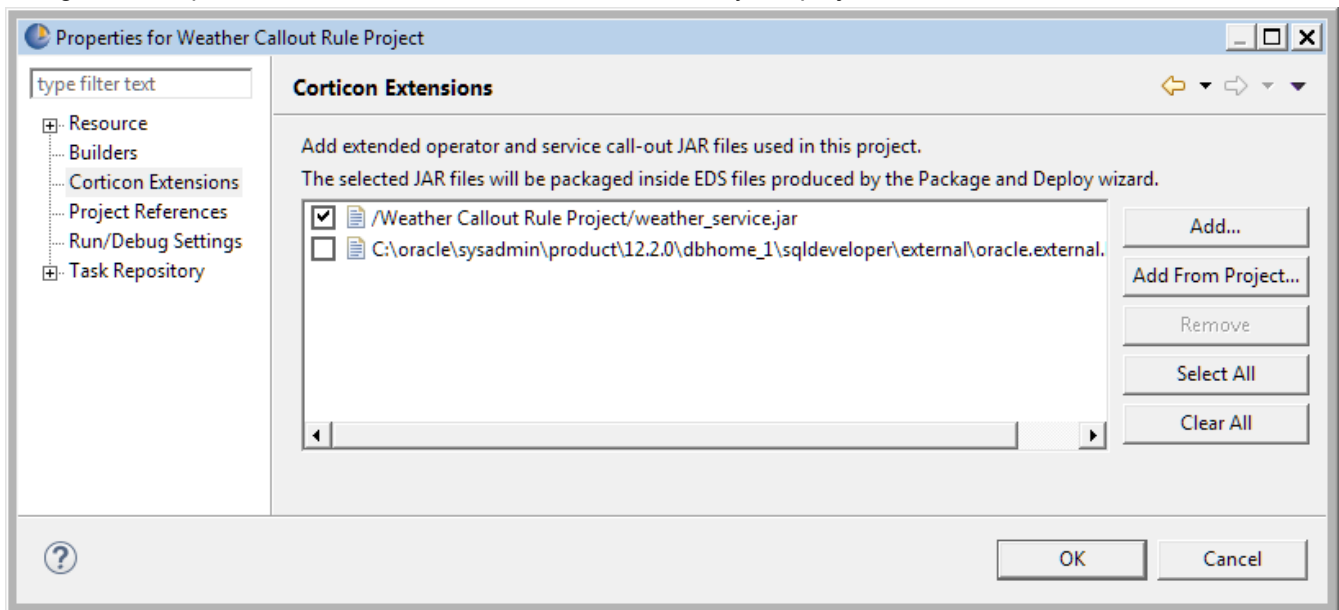 Properties for Weather Callout Rule Project
type filter text
Resource
Builders
Corticon Extensions
Project References
Run/Debug Settings
Task Repository
Corticon Extensions
Add extended operator and service call-out JAR files used in this project.
The selected JAR files will be packaged inside EDS files produced by the Package and Deploy wizard.
/Weather Callout Rule Project/weather_service.jar
C:\oracle\sysadmin\product\12.2.0\dbhome_1\sqldeveloper\external\oracle.external.
Add...
Add From Project...
Remove
Select All
Clear All
OK
Cancel